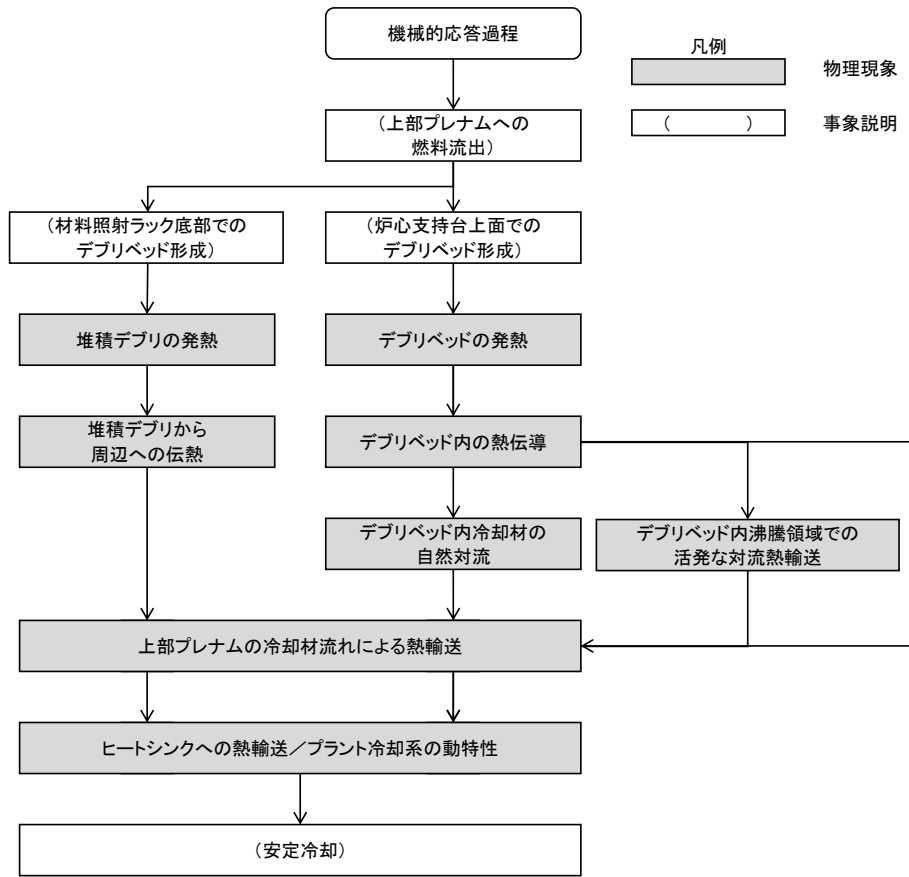 機械的応答過程
凡例
物理現象
(　　　)
事象説明
(上部プレナムへの
燃料流出)
(材料照射ラック底部での
デブリベッド形成)
(炉心支持台上面での
デブリベッド形成)
堆積デブリの発熱
デブリベッドの発熱
堆積デブリから
周辺への伝熱
デブリベッド内の熱伝導
デブリベッド内冷却材の
自然対流
デブリベッド内沸騰領域での
活発な対流熱輸送
上部プレナムの冷却材流れによる熱輸送
ヒートシンクへの熱輸送／プラント冷却系の動特性
(安定冷却)